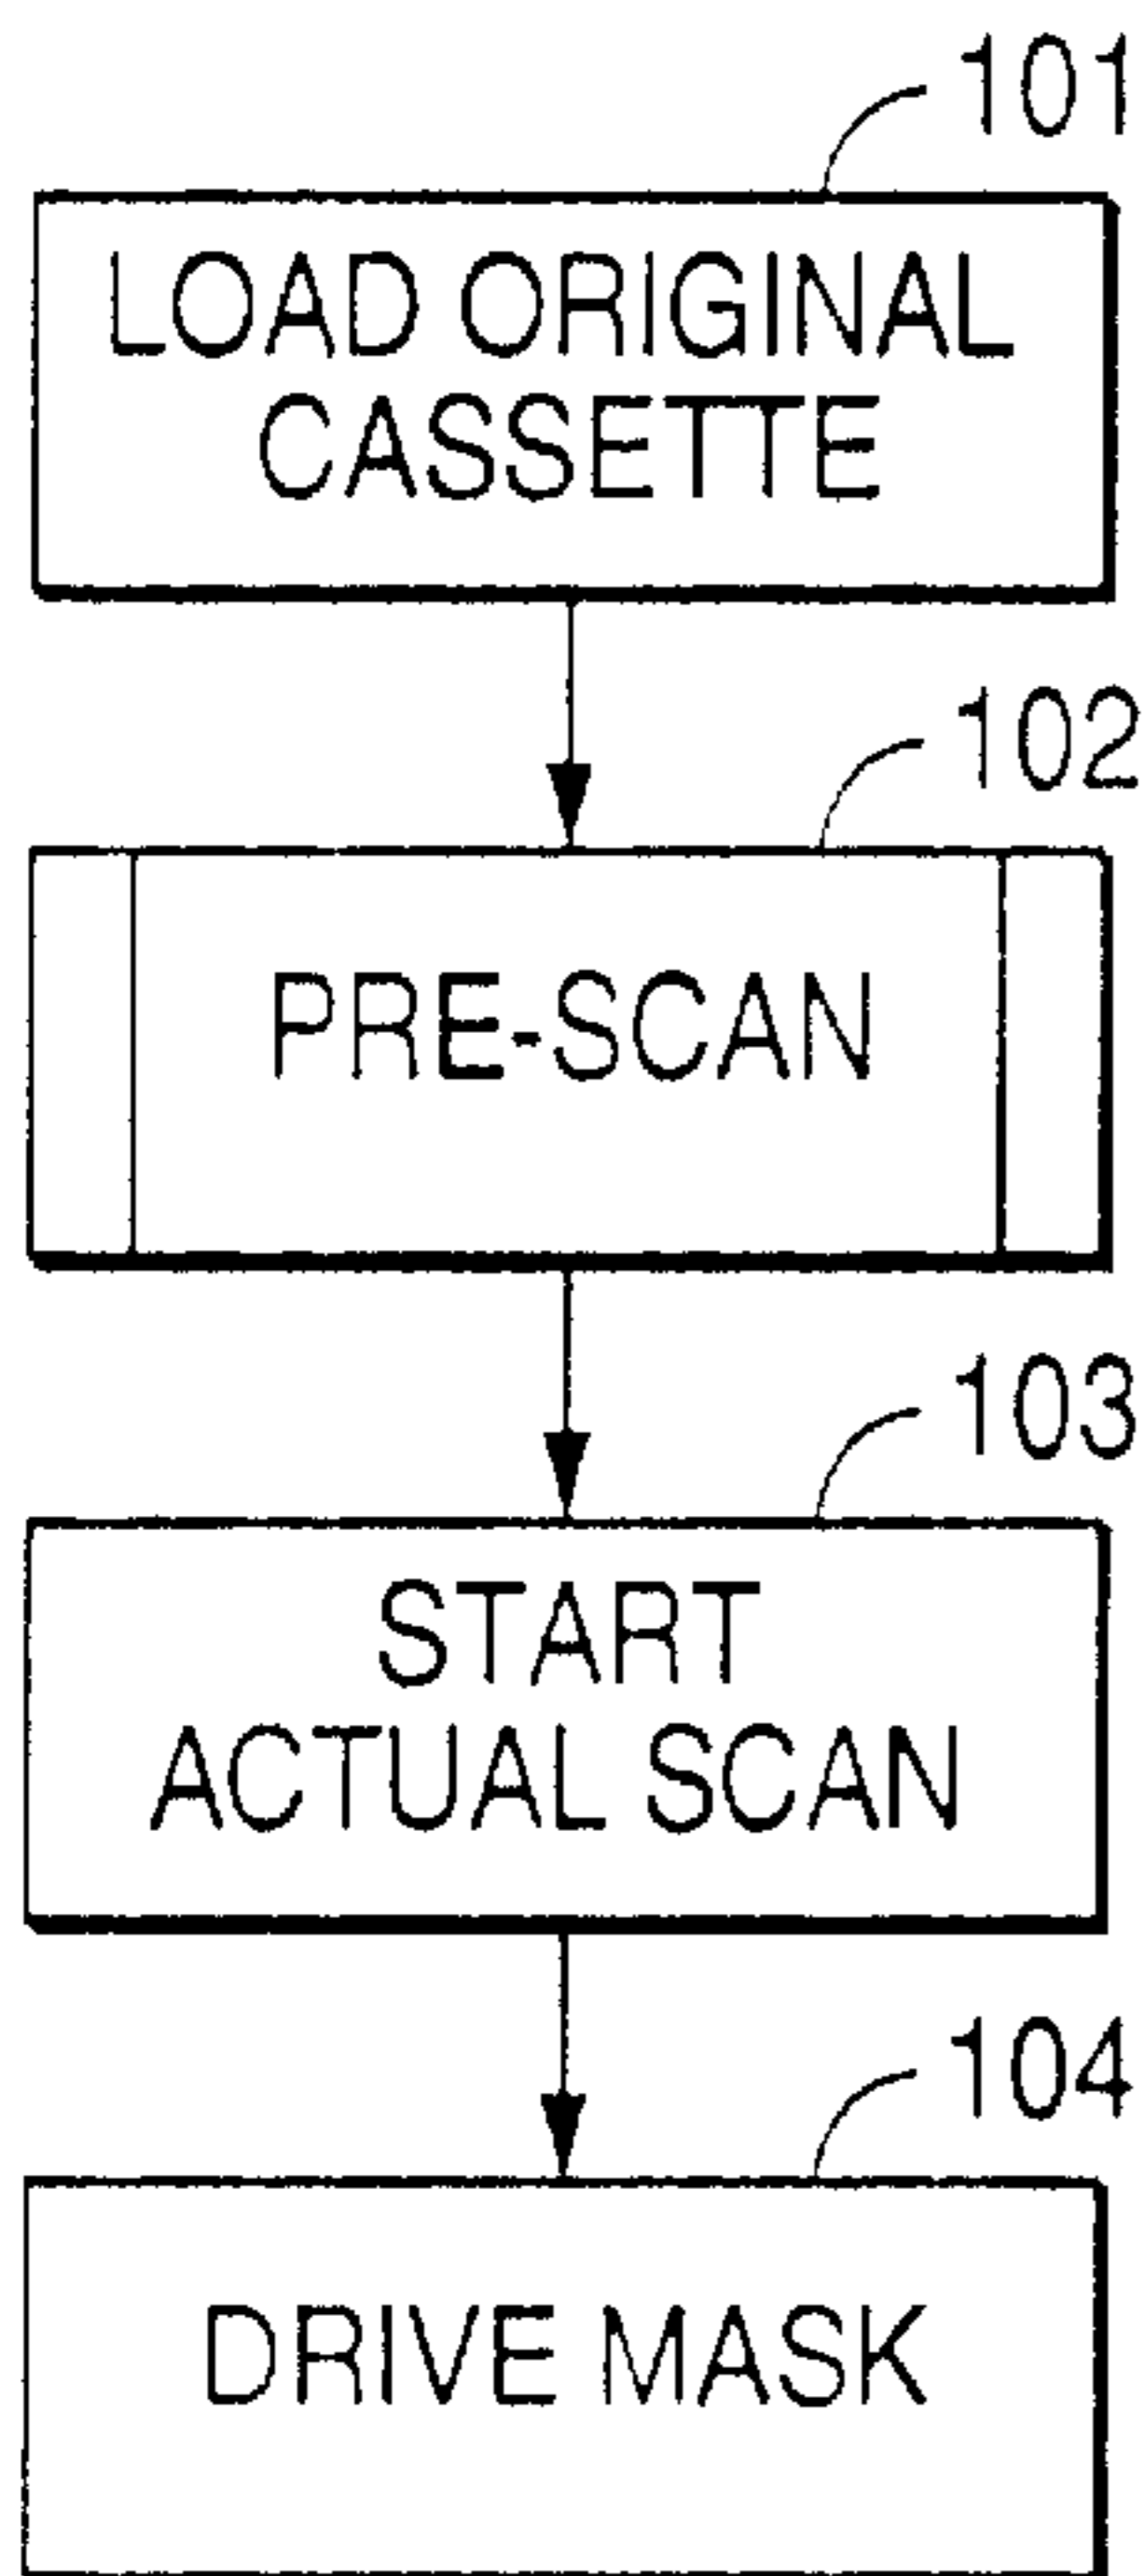 101
LOAD ORIGINAL
CASSETTE
102
PRE-SCAN
103
START
ACTUAL SCAN
104
DRIVE MASK